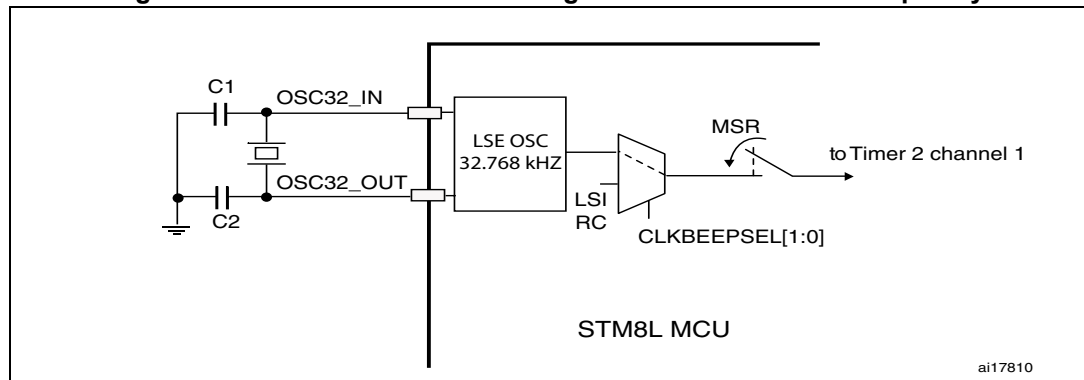 C1
OSC32_IN
LSE OSC
32.768 kHZ
MSR
to Timer 2 channel 1
OSC32_OUT
LSI
RC
C2
CLKBEEPSEL[1:0]
STM8L MCU
ai17810